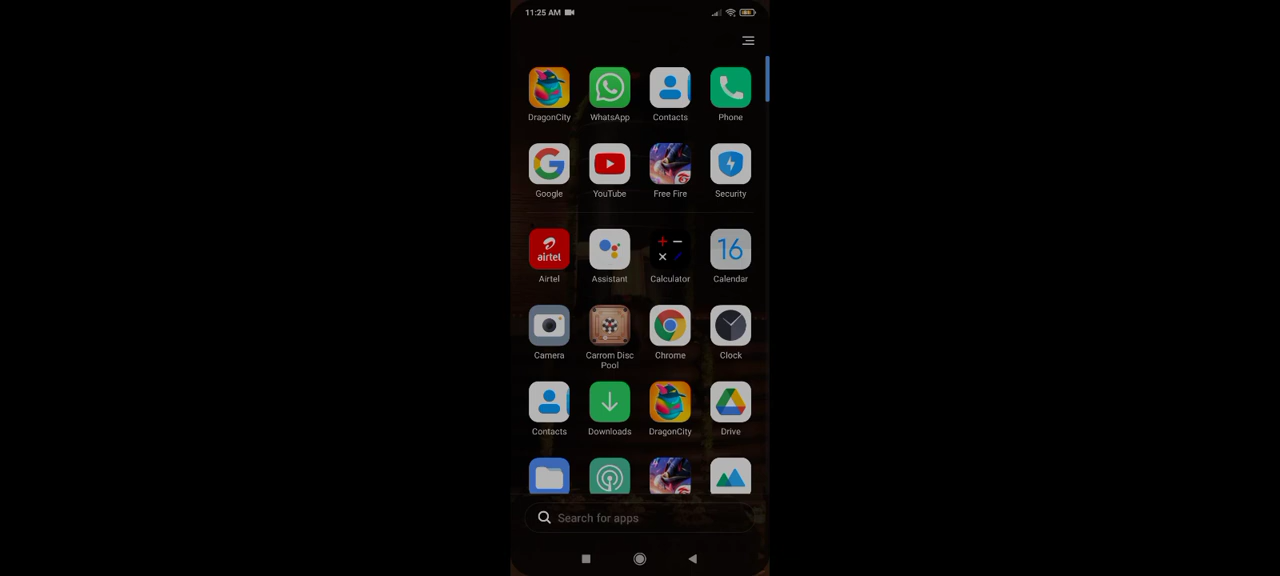 11:25 AM
DragonCity
WhatsApp
Contacts
Phone
Google
YouTube
Free Fire
Security
airtel
16
Airtel
Assistant
Calculator
Calendar
Camera
Carrom Disc
Pool
Chrome
Clock
Contacts
Downloads
DragonCity
Drive
Search for apps